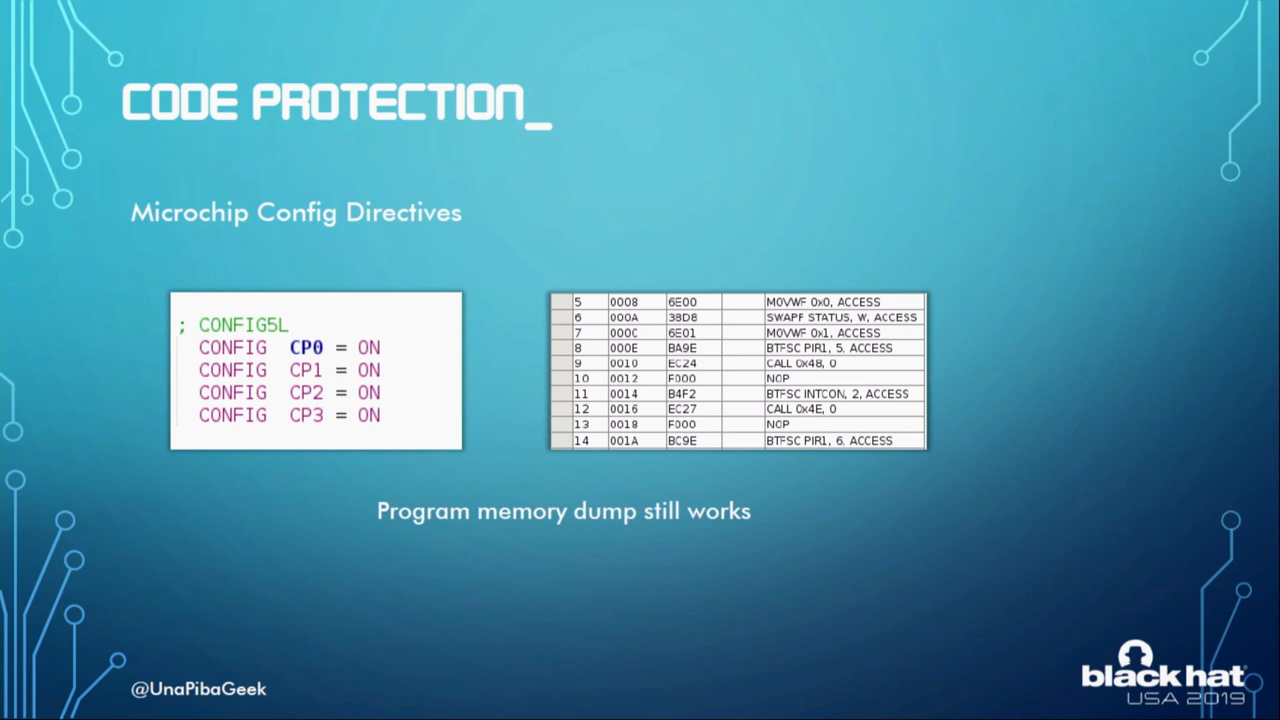 CODE PROTECTION_
Microchip Config Directives
; CONFIG5L
CONFIG CP0 = ON
CONFIG CP1 = ON
CONFIG CP2 = ON
CONFIG CP3 = ON
5 0008 6E00 MOVWF 0x0, ACCESS
6 000A 38D8 SWAPF STATUS, W, ACCESS
7 000C 6E01 MOVWF 0x1, ACCESS
8 000E BA9E BTFSC PIR1, 5, ACCESS
9 0010 EC24 CALL 0x48, 0
10 0012 F000 NOP
11 0014 B4F2 BTFSC INTCON, 2, ACCESS
12 0016 EC27 CALL 0x4E, 0
13 0018 F000 NOP
14 001A BC9E BTFSC PIR1, 6, ACCESS
Program memory dump still works
@UnaPibaGeek
black hat
USA 2019